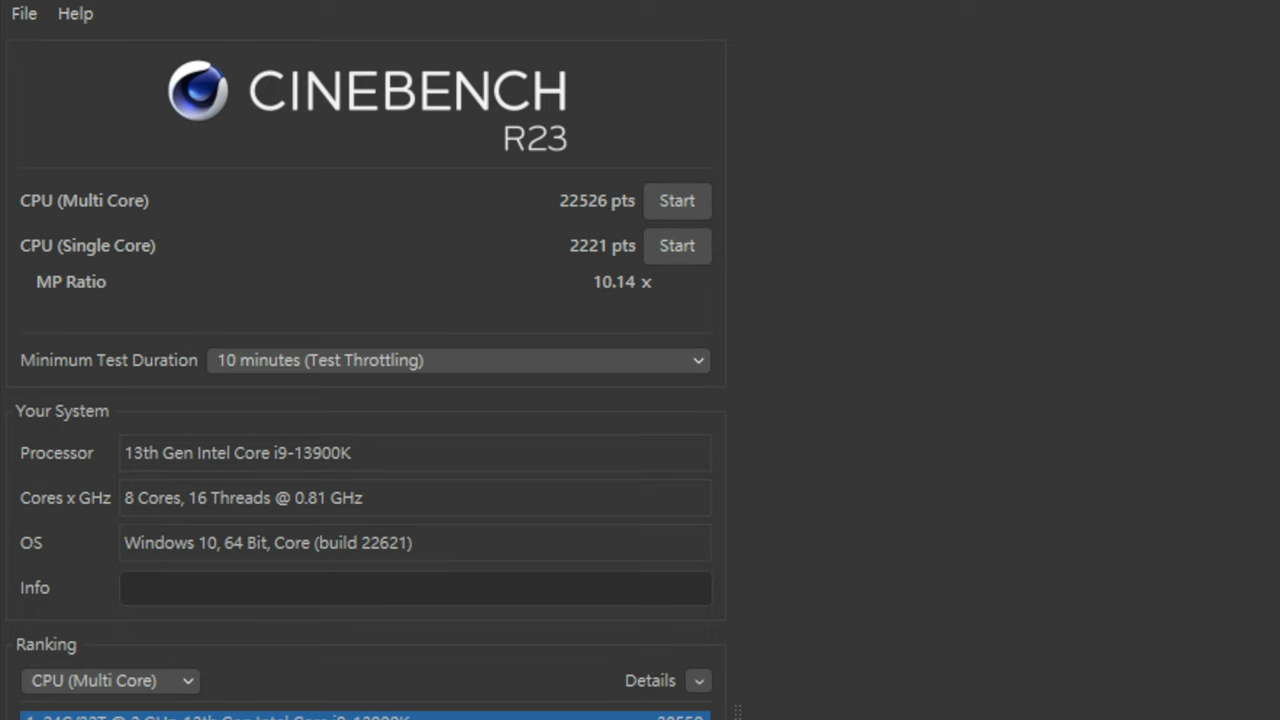 File Help
CINEBENCH
R23
CPU (Multi Core) 22526 pts Start
CPU (Single Core) 2221 pts Start
MP Ratio 10.14 x
Minimum Test Duration 10 minutes (Test Throttling)
Your System
Processor 13th Gen Intel Core i9-13900K
Cores x GHz 8 Cores, 16 Threads @ 0.81 GHz
OS Windows 10, 64 Bit, Core (build 22621)
Info
Ranking
CPU (Multi Core) Details